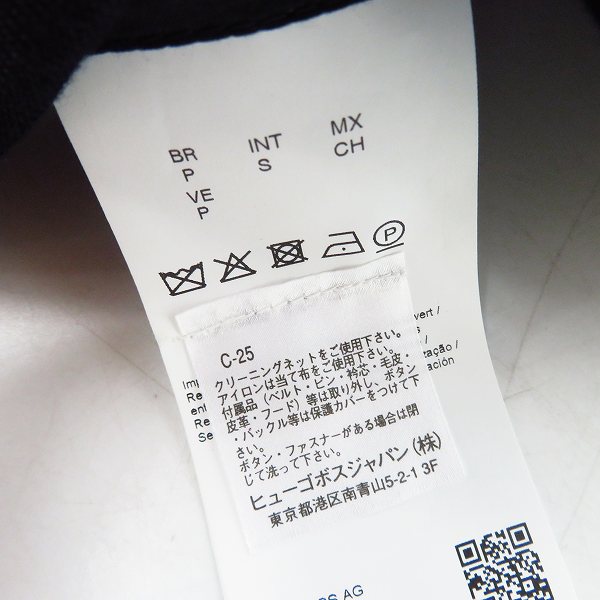 BR INT MX
P S CH
VE
P
P
C-25
クリーニングネットをご使用下さい。
アイロンは当て布をご使用下さい。
付属品(ベルト・ピン・衿芯・毛皮・
皮革・フード)等は取り外し、ボタン
・バックル等は保護カバーをつけて下
さい。
ボタン・ファスナーがある場合は閉
じて洗って下さい。
ヒューゴボスジャパン(株)
東京都港区南青山5-2-1 3F
AG